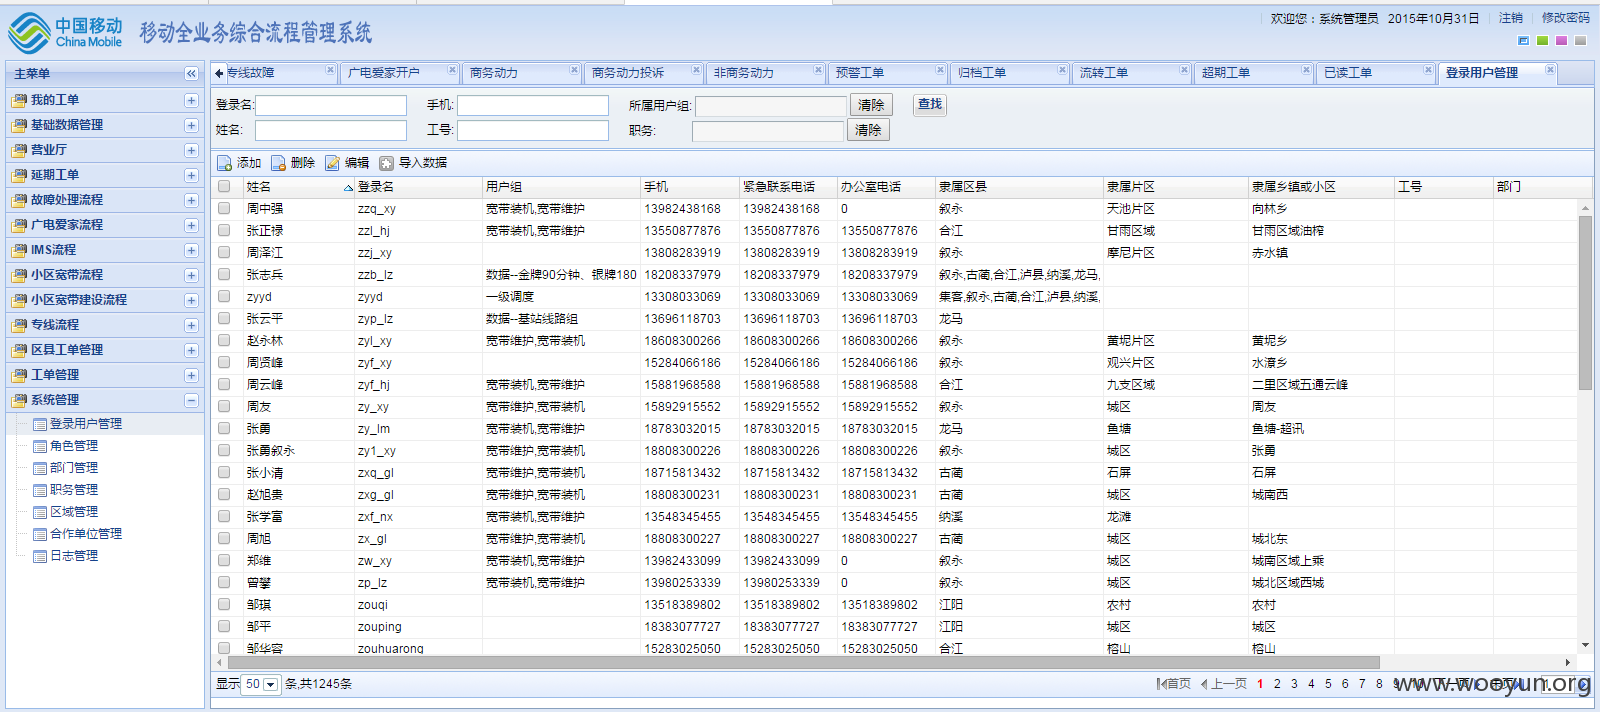 中国移动 China Mobile 移动全业务综合流程管理系统
欢迎您：系统管理员 2015年10月31日 注销 修改密码
主菜单
我的工单
基础数据管理
营业厅
延期工单
故障处理流程
广电爱家流程
IMS流程
小区宽带流程
小区宽带建设流程
专线流程
区县工单管理
工单管理
系统管理
登录用户管理
角色管理
部门管理
职务管理
区域管理
合作单位管理
日志管理
专线故障 广电爱家开户 商务动力 商务动力投诉 非商务动力 预警工单 归档工单 流转工单 超期工单 已读工单 登录用户管理
登录名: 手机: 所属用户组: 清除 查找
姓名: 工号: 职务: 清除
添加 删除 编辑 导入数据
姓名 登录名 用户组 手机 紧急联系电话 办公室电话 隶属区县 隶属片区 隶属乡镇或小区 工号 部门
周中强 zzq_xy 宽带装机,宽带维护 13982438168 13982438168 0 叙永 天池片区 向林乡
张正禄 zzl_hj 宽带装机,宽带维护 13550877876 13550877876 13550877876 合江 甘雨区域 甘雨区域油榨
周泽江 zzj_xy 13808283919 13808283919 13808283919 叙永 摩尼片区 赤水镇
张志兵 zzb_lz 数据--金牌90分钟、银牌180 18208337979 18208337979 18208337979 叙永,古蔺,合江,泸县,纳溪,龙马,
zyyd zyyd 一级调度 13308033069 13308033069 13308033069 集客,叙永,古蔺,合江,泸县,纳溪,
张云平 zyp_lz 数据--基站线路组 13696118703 13696118703 13696118703 龙马
赵永林 zyl_xy 宽带维护,宽带装机 18608300266 18608300266 18608300266 叙永 黄坭片区 黄坭乡
周贤峰 zyf_xy 15284066186 15284066186 15284066186 叙永 观兴片区 水潦乡
周云峰 zyf_hj 宽带装机,宽带维护 15881968588 15881968588 15881968588 合江 九支区域 二里区域五通云峰
周友 zy_xy 宽带维护,宽带装机 15892915552 15892915552 15892915552 叙永 城区 周友
张勇 zy_lm 宽带维护,宽带装机 18783032015 18783032015 18783032015 龙马 鱼塘 鱼塘-超讯
张勇叙永 zy1_xy 宽带维护,宽带装机 18808300226 18808300226 18808300226 叙永 城区 张勇
张小清 zxq_gl 宽带维护,宽带装机 18715813432 18715813432 18715813432 古蔺 石屏 石屏
赵旭贵 zxg_gl 宽带维护,宽带装机 18808300231 18808300231 18808300231 古蔺 城区 城南西
张学富 zxf_nx 宽带装机,宽带维护 13548345455 13548345455 13548345455 纳溪 龙滩
周旭 zx_gl 宽带维护,宽带装机 18808300227 18808300227 18808300227 古蔺 城区 城北东
郑维 zw_xy 宽带装机,宽带维护 13982433099 13982433099 0 叙永 城区 城南区域上乘
曾攀 zp_lz 宽带装机,宽带维护 13980253339 13980253339 0 叙永 城区 城北区域西城
邹琪 zouqi 13518389802 13518389802 13518389802 江阳 农村 农村
邹平 zouping 18383077727 18383077727 18383077727 江阳 城区 城区
邹华容 zouhuarong 15283025050 15283025050 15283025050 合江 榕山 榕山
显示 50 条,共1245条 首页 上一页 1 2 3 4 5 6 7 8 9 10 下一页
www.wooyun.org